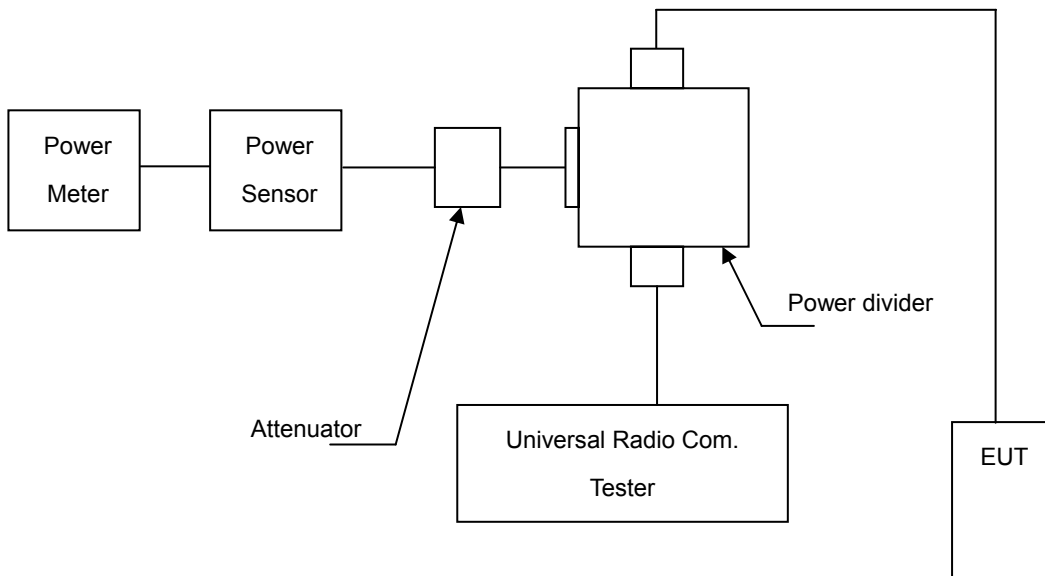 Power
Meter
Power
Sensor
Power divider
Attenuator
Universal Radio Com.
Tester
EUT